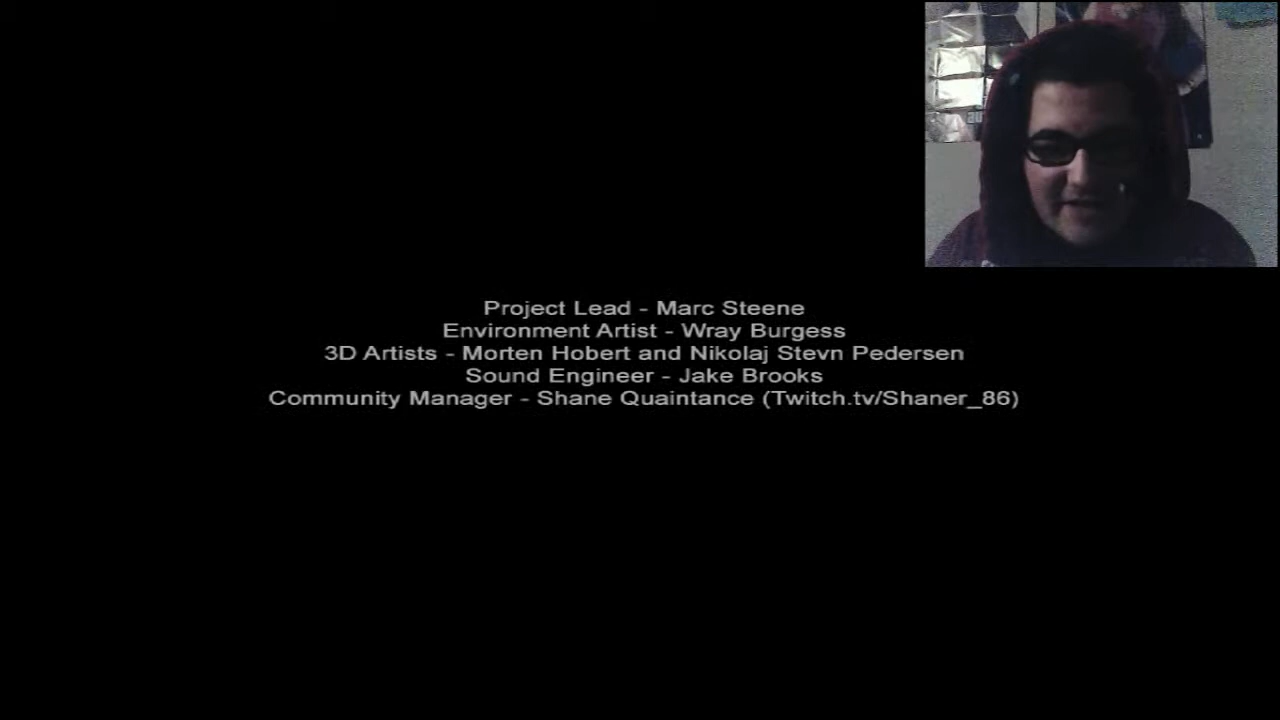 Project Lead - Marc Steene
Environment Artist - Wray Burgess
3D Artists - Morten Hobert and Nikolaj Stevn Pedersen
Sound Engineer - Jake Brooks
Community Manager - Shane Quaintance (Twitch.tv/Shaner_86)